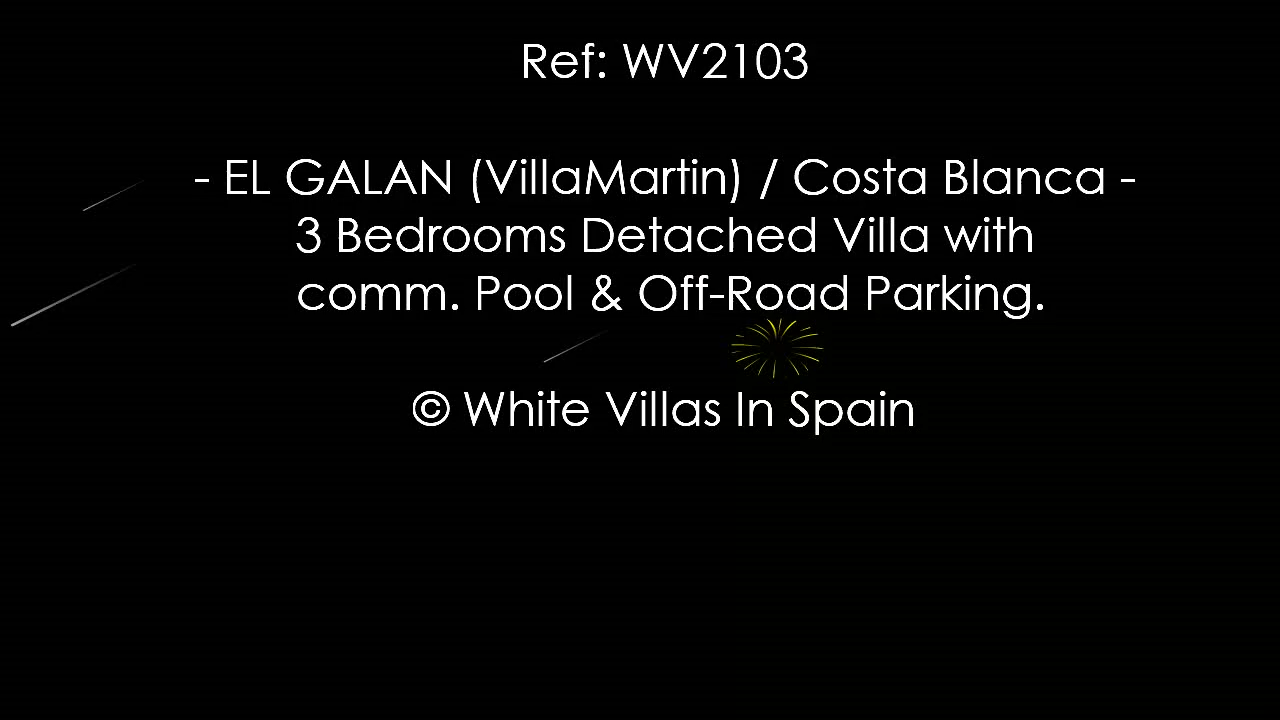 Ref: WV2103
- EL GALAN (VillaMartin) / Costa Blanca -
3 Bedrooms Detached Villa with
comm. Pool & Off-Road Parking.
© White Villas In Spain